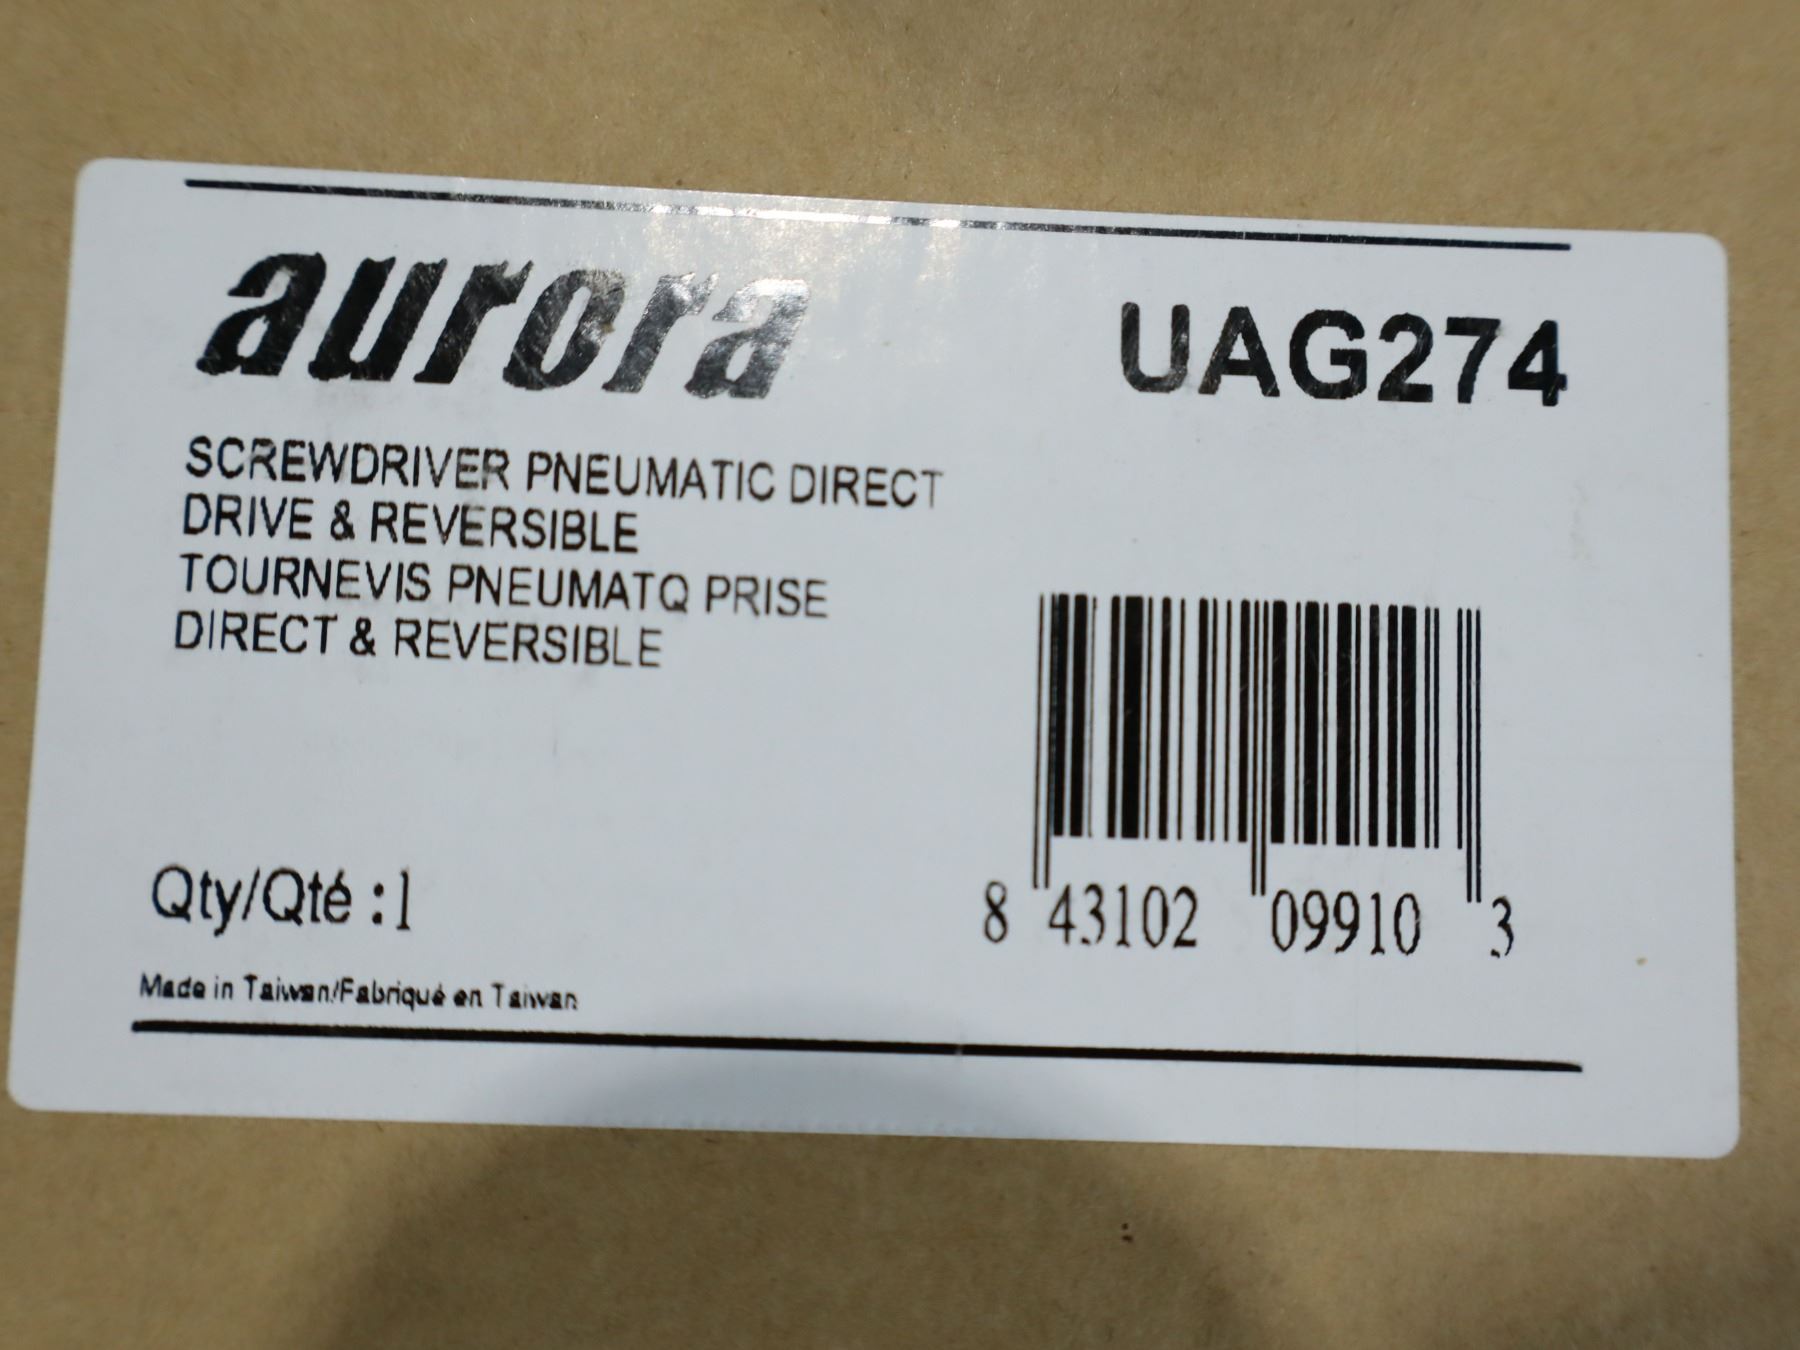 aurora
UAG274
SCREWDRIVER PNEUMATIC DIRECT
DRIVE & REVERSIBLE
TOURNEVIS PNEUMATQ PRISE
DIRECT & REVERSIBLE
Qty/Qté :1
8 43102 09910 3
Made in Taiwan/Fabriqué en Taiwan